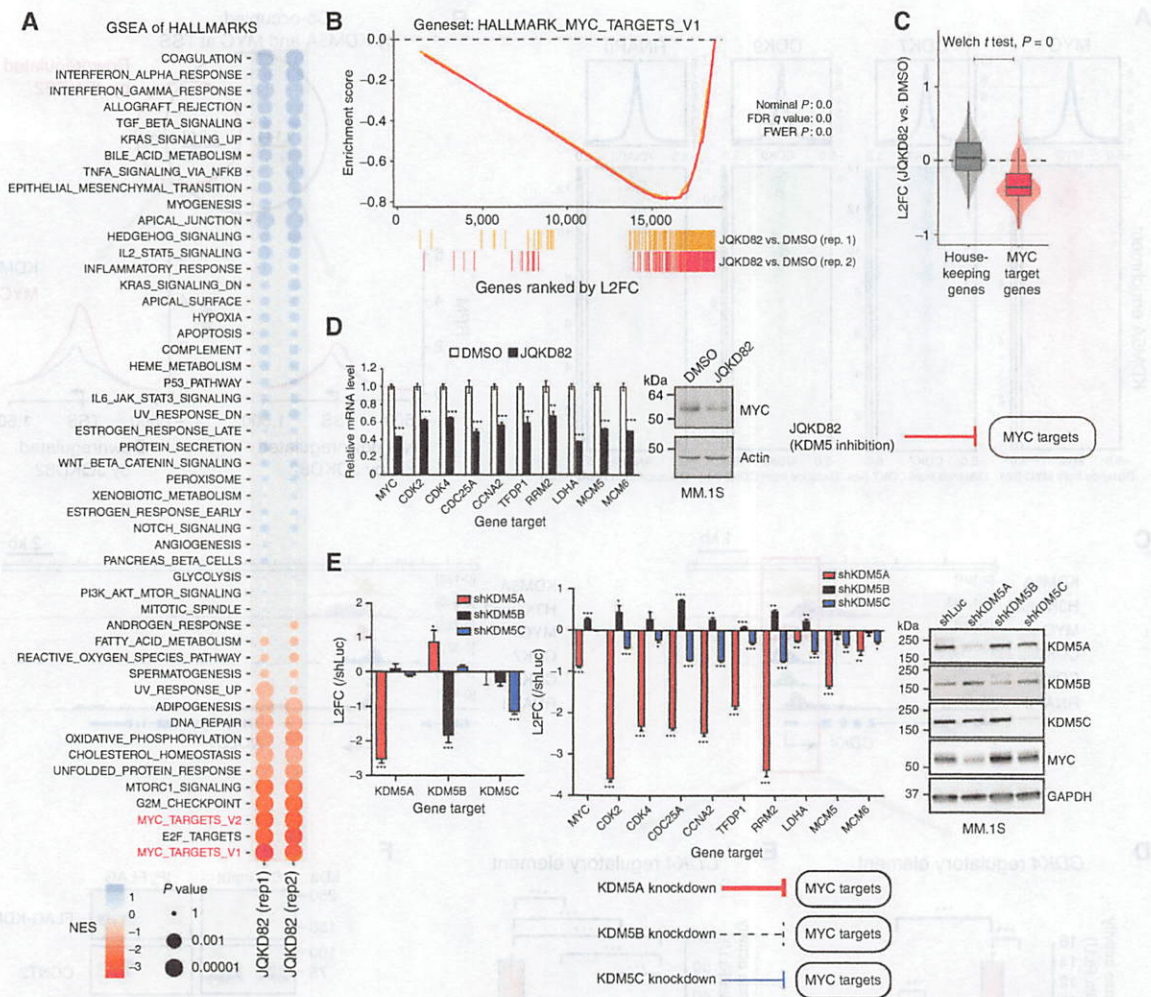 A
GSEA of HALLMARKS
COAGULATION
INTERFERON_ALPHA_RESPONSE
INTERFERON_GAMMA_RESPONSE
ALLOGRAFT_REJECTION
TGF_BETA_SIGNALING
KRAS_SIGNALING_UP
BILE_ACID_METABOLISM
TNFA_SIGNALING_VIA_NFKB
EPITHELIAL_MESENCHYMAL_TRANSITION
MYOGENESIS
APICAL_JUNCTION
HEDGEHOG_SIGNALING
IL2_STAT5_SIGNALING
INFLAMMATORY_RESPONSE
KRAS_SIGNALING_DN
APICAL_SURFACE
HYPOXIA
APOPTOSIS
COMPLEMENT
HEME_METABOLISM
P53_PATHWAY
IL6_JAK_STAT3_SIGNALING
UV_RESPONSE_DN
ESTROGEN_RESPONSE_LATE
PROTEIN_SECRETION
WNT_BETA_CATENIN_SIGNALING
PEROXISOME
XENOBIOTIC_METABOLISM
ESTROGEN_RESPONSE_EARLY
NOTCH_SIGNALING
ANGIOGENESIS
PANCREAS_BETA_CELLS
GLYCOLYSIS
PI3K_AKT_MTOR_SIGNALING
MITOTIC_SPINDLE
ANDROGEN_RESPONSE
FATTY_ACID_METABOLISM
REACTIVE_OXYGEN_SPECIES_PATHWAY
SPERMATOGENESIS
UV_RESPONSE_UP
ADIPOGENESIS
DNA_REPAIR
OXIDATIVE_PHOSPHORYLATION
CHOLESTEROL_HOMEOSTASIS
UNFOLDED_PROTEIN_RESPONSE
MTORC1_SIGNALING
G2M_CHECKPOINT
MYC_TARGETS_V2
E2F_TARGETS
MYC_TARGETS_V1
JQKD82 (rep1)
JQKD82 (rep2)
NES
1
0
−1
−2
−3
P value
1
0.001
0.00001
B
Geneset: HALLMARK_MYC_TARGETS_V1
Enrichment score
0.0
−0.2
−0.4
−0.6
−0.8
Nominal P: 0.0
FDR q value: 0.0
FWER P: 0.0
0 5,000 10,000 15,000
JQKD82 vs. DMSO (rep. 1)
JQKD82 vs. DMSO (rep. 2)
Genes ranked by L2FC
C
Welch t test, P = 0
L2FC (JQKD82 vs. DMSO)
1
0
−1
House-
keeping
genes
MYC
target
genes
D
DMSO JQKD82
Relative mRNA level
1.2
1.0
0.8
0.6
0.4
0.2
0
*** *** *** *** *** *** ** *** *** ***
MYC CDK2 CDK4 CDC25A CCNA2 TFDP1 RRM2 LDHA MCM5 MCM6
Gene target
DMSO JQKD82
kDa
64
50
MYC
50
Actin
MM.1S
JQKD82
(KDM5 inhibition)
MYC targets
E
shKDM5A
shKDM5B
shKDM5C
L2FC (/shLuc)
2
1
0
−1
−2
−3
KDM5A KDM5B KDM5C
Gene target
shKDM5A
shKDM5B
shKDM5C
L2FC (/shLuc)
1
0
−1
−2
−3
−4
MYC CDK2 CDK4 CDC25A CCNA2 TFDP1 RRM2 LDHA MCM5 MCM6
Gene target
shLuc shKDM5A shKDM5B shKDM5C
kDa
250
150
KDM5A
250
150
KDM5B
250
150
KDM5C
50
MYC
37
GAPDH
MM.1S
KDM5A knockdown MYC targets
KDM5B knockdown MYC targets
KDM5C knockdown MYC targets